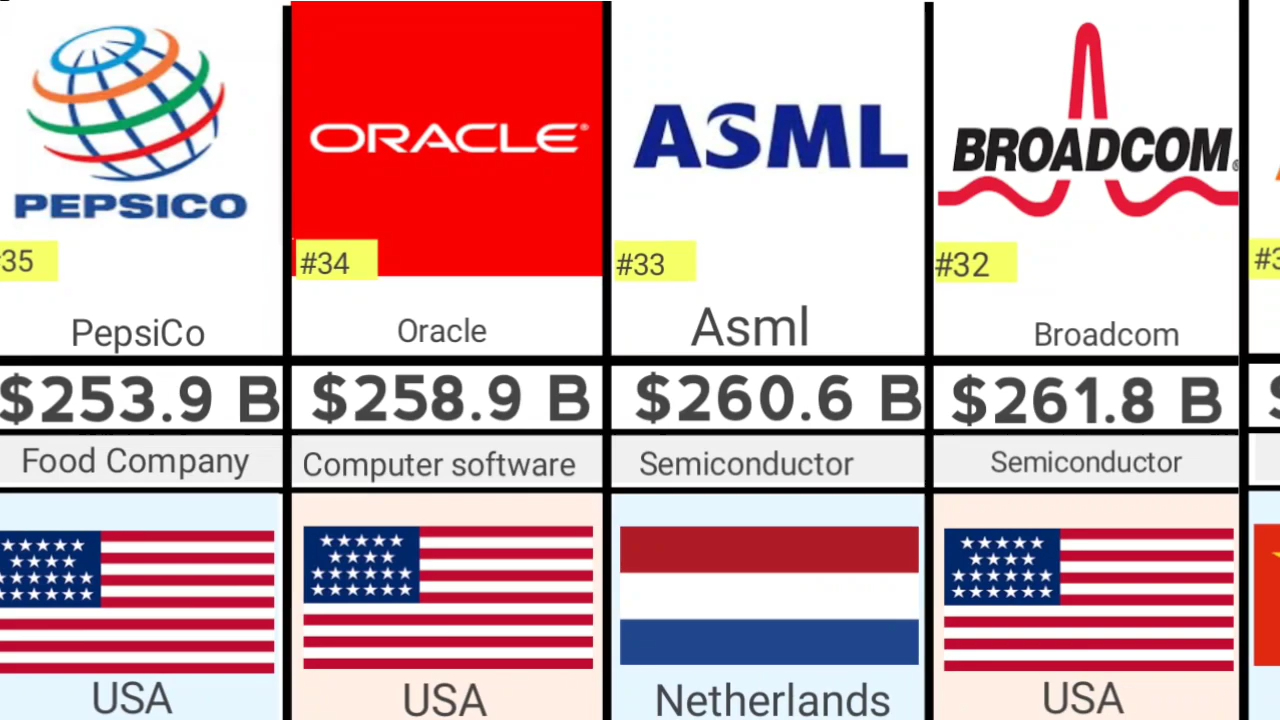 PEPSICO
ORACLE®
ASML
BROADCOM
#34
#33
#32
35
PepsiCo
Oracle
Asml
Broadcom
$253.9 B
$258.9 B
$260.6 B
$261.8 B
Food Company
Computer software
Semiconductor
Semiconductor
USA
USA
Netherlands
USA